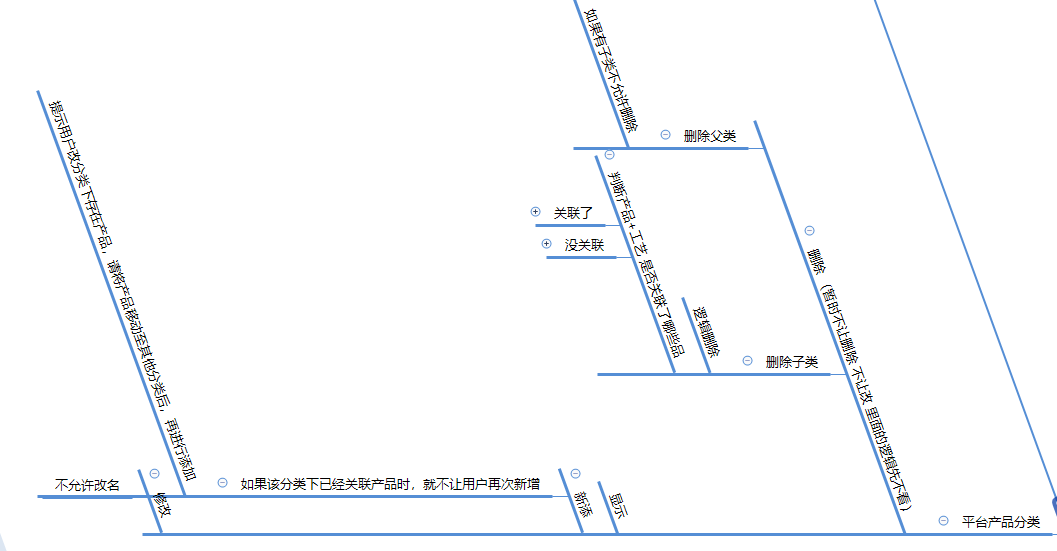 如果有子类不允许删除
删除父类
判断产品+工艺 是否关联了哪些品
关联了
没关联
逻辑删除
删除子类
删除（暂时不让删除 不让改 里面的逻辑先不看）
提示用户改分类下存在产品，请将产品移动至其他分类后，再进行添加
不允许改名
修改
如果该分类下已经关联产品时，就不让用户再次新增
新添
显示
平台产品分类